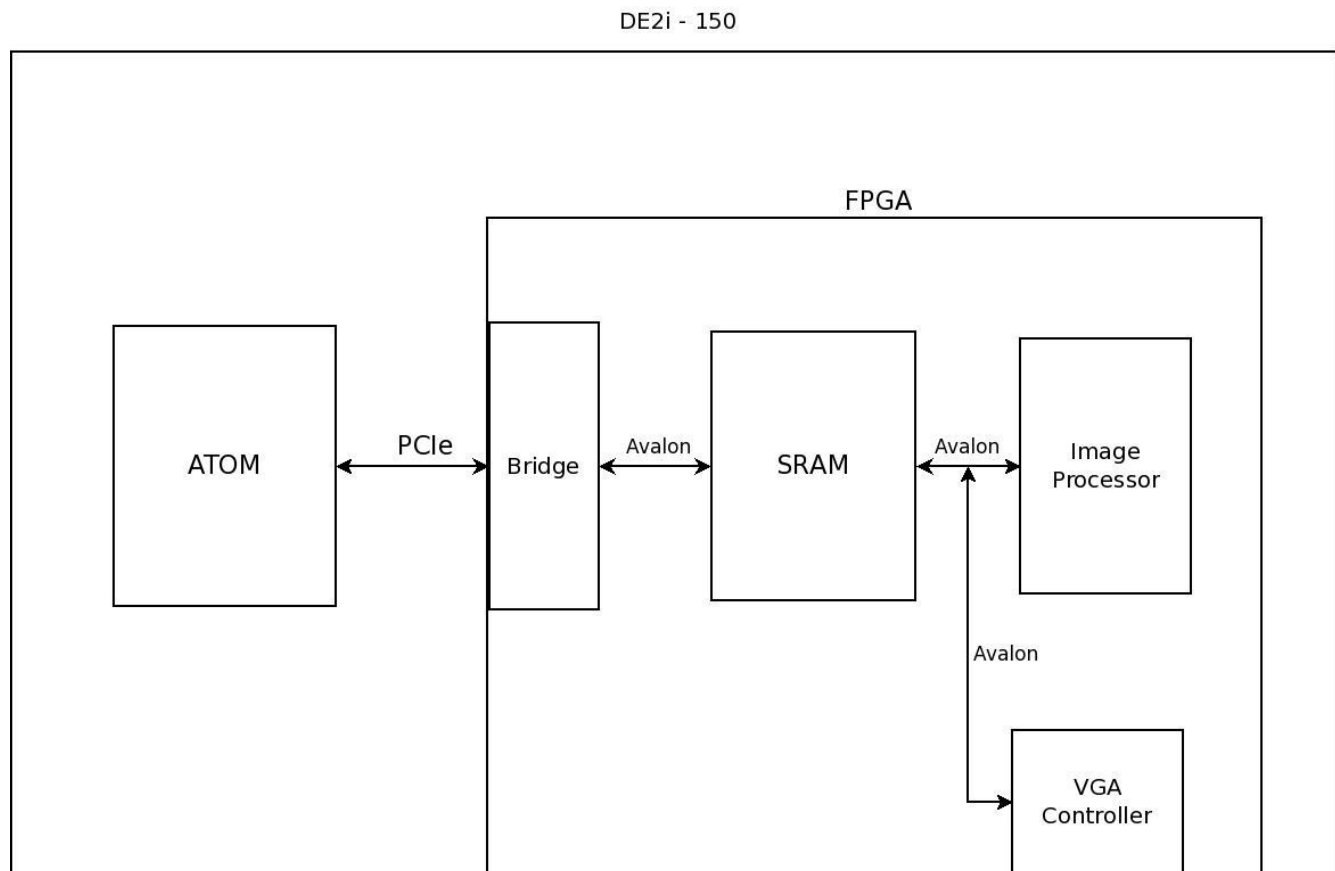 DE2i - 150
FPGA
ATOM
PCIe
Bridge
Avalon
SRAM
Avalon
Image
Processor
Avalon
VGA
Controller